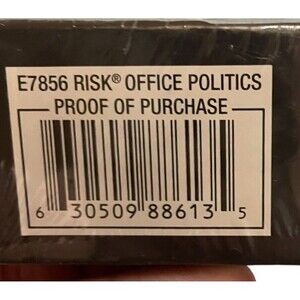 E7856 RISK® OFFICE POLITICS
PROOF OF PURCHASE
6 30509 88613 5